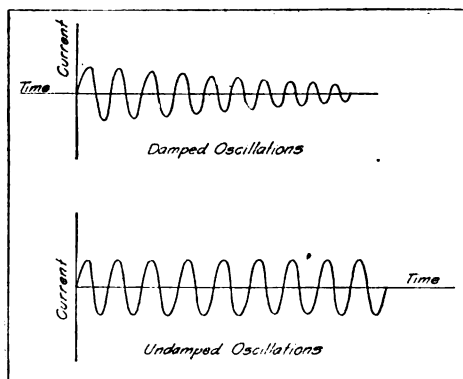 Current
Time
Damped Oscillations
Current
Time
Undamped Oscillations